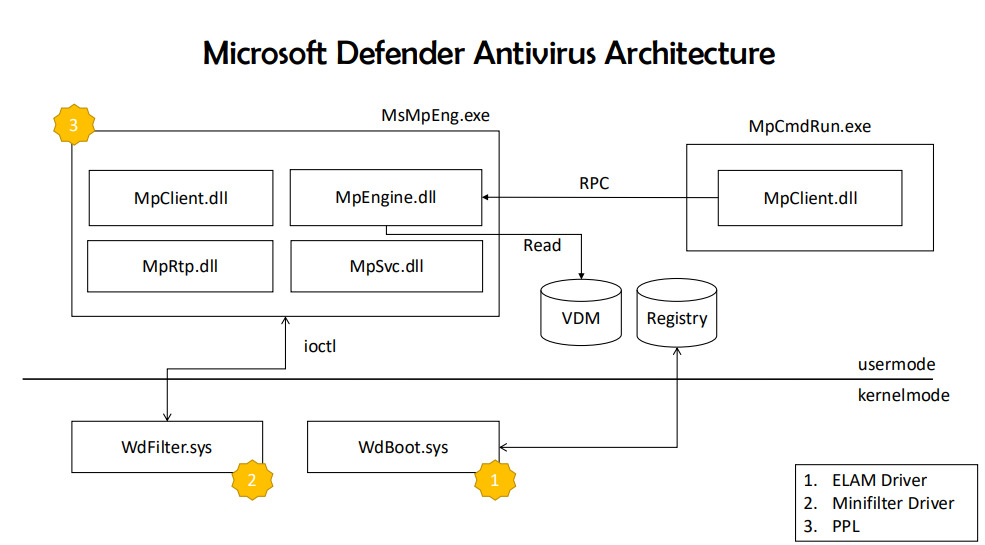 Microsoft Defender Antivirus Architecture
3
MsMpEng.exe
MpCmdRun.exe
MpClient.dll
MpEngine.dll
RPC
MpClient.dll
MpRtp.dll
MpSvc.dll
Read
VDM
Registry
ioctl
usermode
kernelmode
WdFilter.sys
2
WdBoot.sys
1
1. ELAM Driver
2. Minifilter Driver
3. PPL